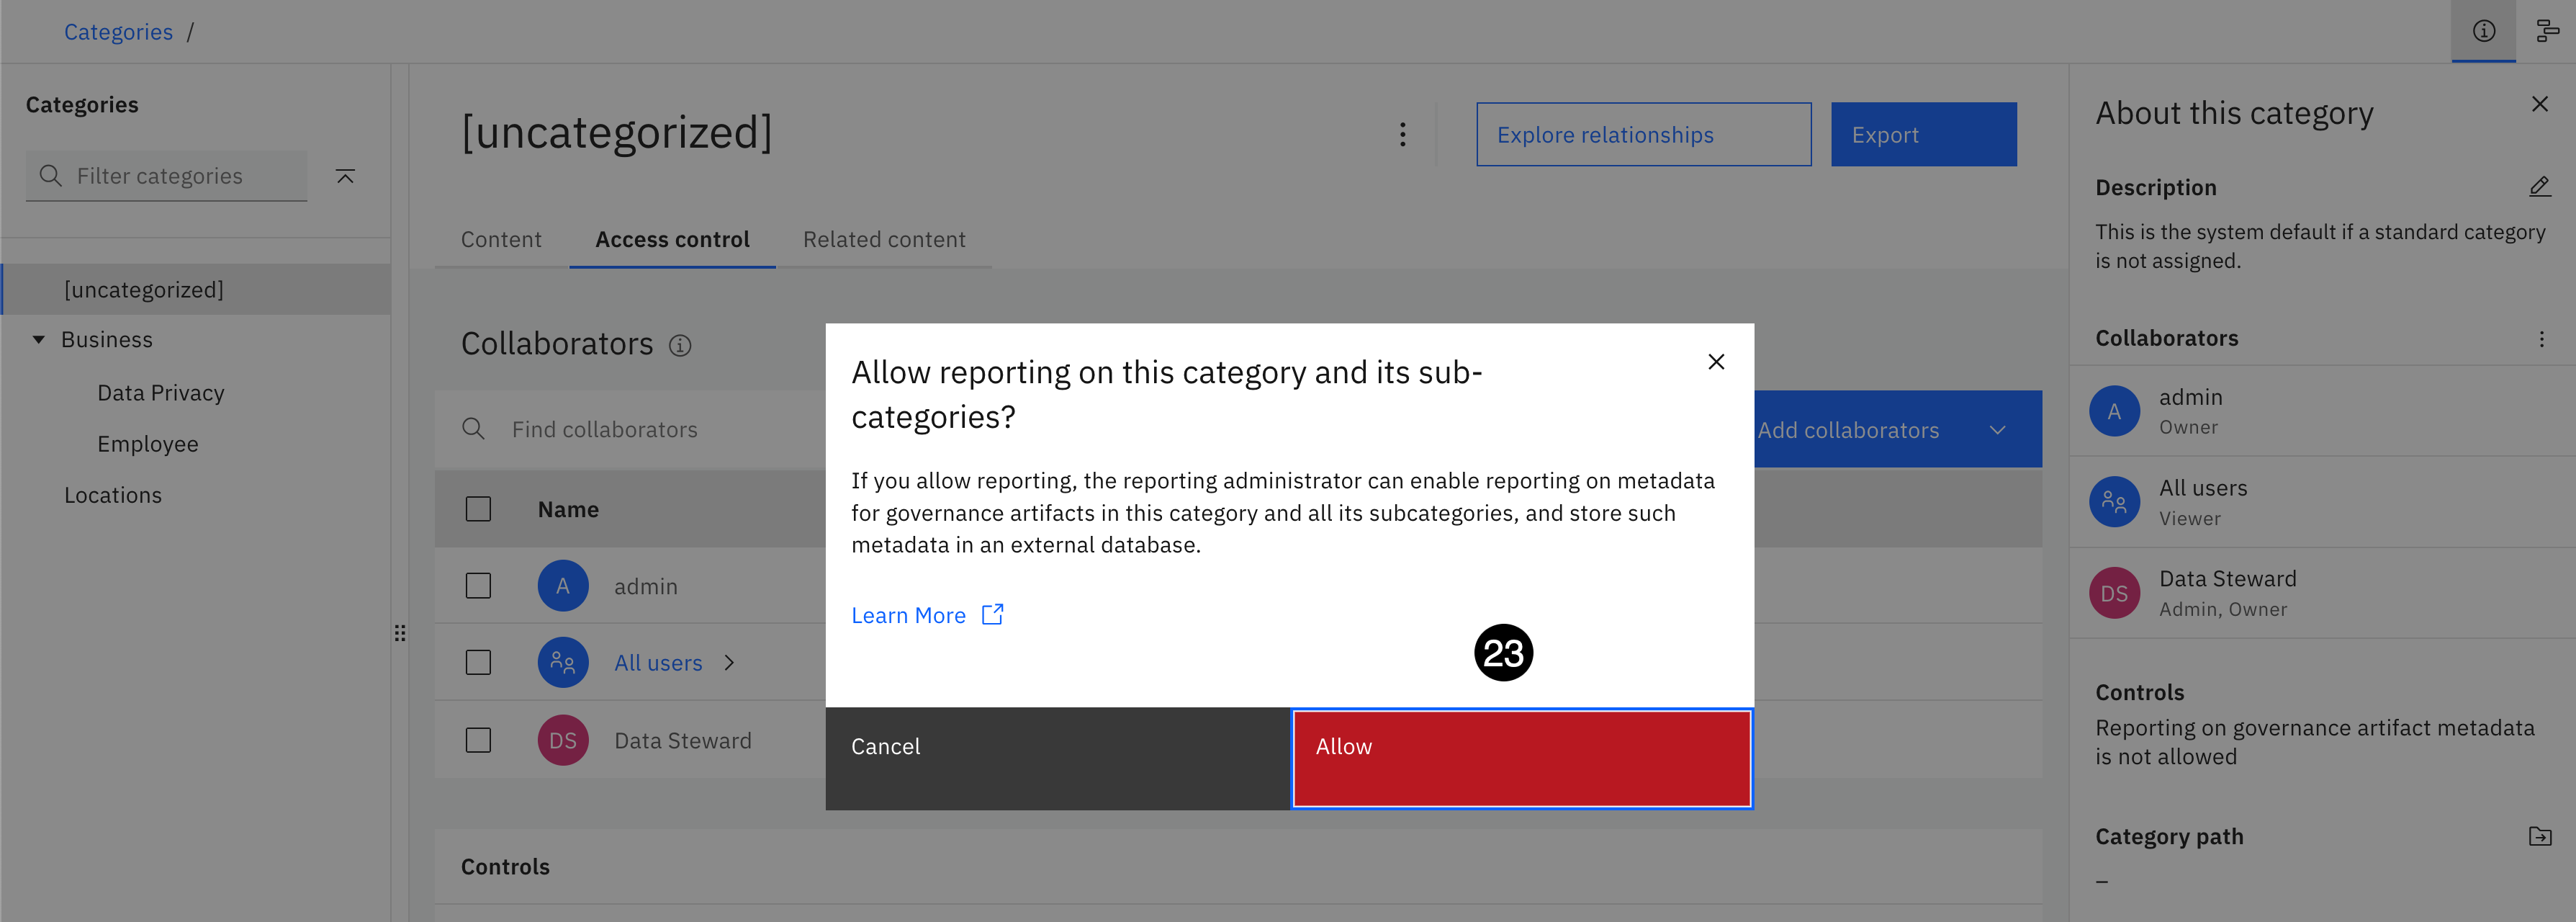 Categories /
Categories
Filter categories
[uncategorized]
Business
Data Privacy
Employee
Locations
[uncategorized]
Explore relationships
Export
Content
Access control
Related content
Collaborators
Find collaborators
Add collaborators
Name
A
admin
All users
DS
Data Steward
Controls
Allow reporting on this category and its sub-
categories?
If you allow reporting, the reporting administrator can enable reporting on metadata
for governance artifacts in this category and all its subcategories, and store such
metadata in an external database.
Learn More
23
Cancel
Allow
About this category
Description
This is the system default if a standard category
is not assigned.
Collaborators
A
admin
Owner
All users
Viewer
DS
Data Steward
Admin, Owner
Controls
Reporting on governance artifact metadata
is not allowed
Category path
–